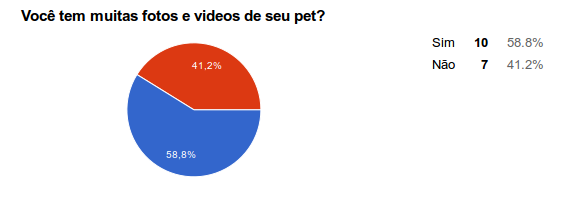 Você tem muitas fotos e videos de seu pet?
Sim 10 58.8%
Não 7 41.2%
41,2%
58,8%